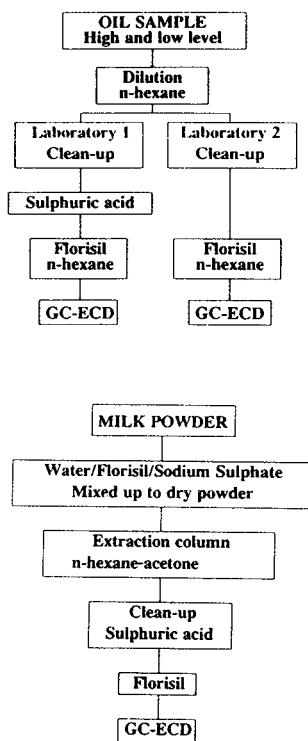 OIL SAMPLE
High and low level
Dilution
n-hexane
Laboratory 1
Clean-up
Laboratory 2
Clean-up
Sulphuric acid
Florisil
n-hexane
Florisil
n-hexane
GC-ECD
GC-ECD
MILK POWDER
Water/Florisil/Sodium Sulphate
Mixed up to dry powder
Extraction column
n-hexane-acetone
Clean-up
Sulphuric acid
Florisil
GC-ECD